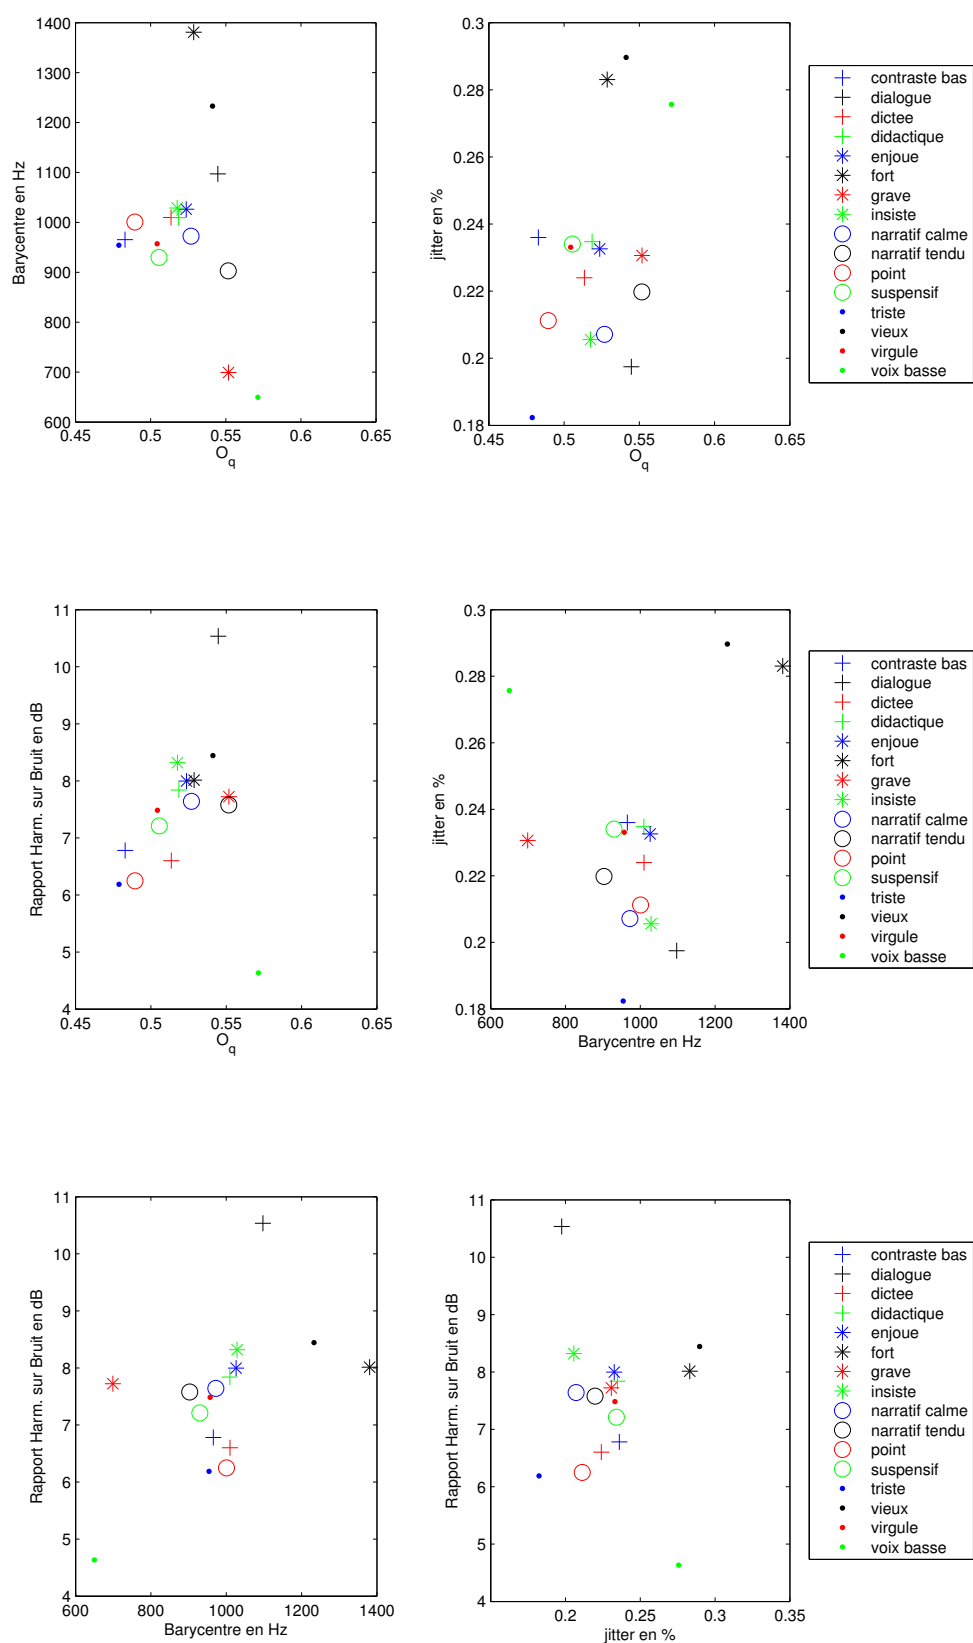 1400
1300
1200
1100
1000
900
800
700
600
0.45 0.5 0.55 0.6 0.65
O_q
Barycentre en Hz
0.3
0.28
0.26
0.24
0.22
0.2
0.18
0.45 0.5 0.55 0.6 0.65
O_q
jitter en %
contraste bas
dialogue
dictee
didactique
enjoue
fort
grave
insiste
narratif calme
narratif tendu
point
suspensif
triste
vieux
virgule
voix basse
11
10
9
8
7
6
5
4
0.45 0.5 0.55 0.6 0.65
O_q
Rapport Harm. sur Bruit en dB
0.3
0.28
0.26
0.24
0.22
0.2
0.18
600 800 1000 1200 1400
Barycentre en Hz
jitter en %
contraste bas
dialogue
dictee
didactique
enjoue
fort
grave
insiste
narratif calme
narratif tendu
point
suspensif
triste
vieux
virgule
voix basse
11
10
9
8
7
6
5
4
600 800 1000 1200 1400
Barycentre en Hz
Rapport Harm. sur Bruit en dB
11
10
9
8
7
6
5
4
0.2 0.25 0.3 0.35
jitter en %
Rapport Harm. sur Bruit en dB
contraste bas
dialogue
dictee
didactique
enjoue
fort
grave
insiste
narratif calme
narratif tendu
point
suspensif
triste
vieux
virgule
voix basse